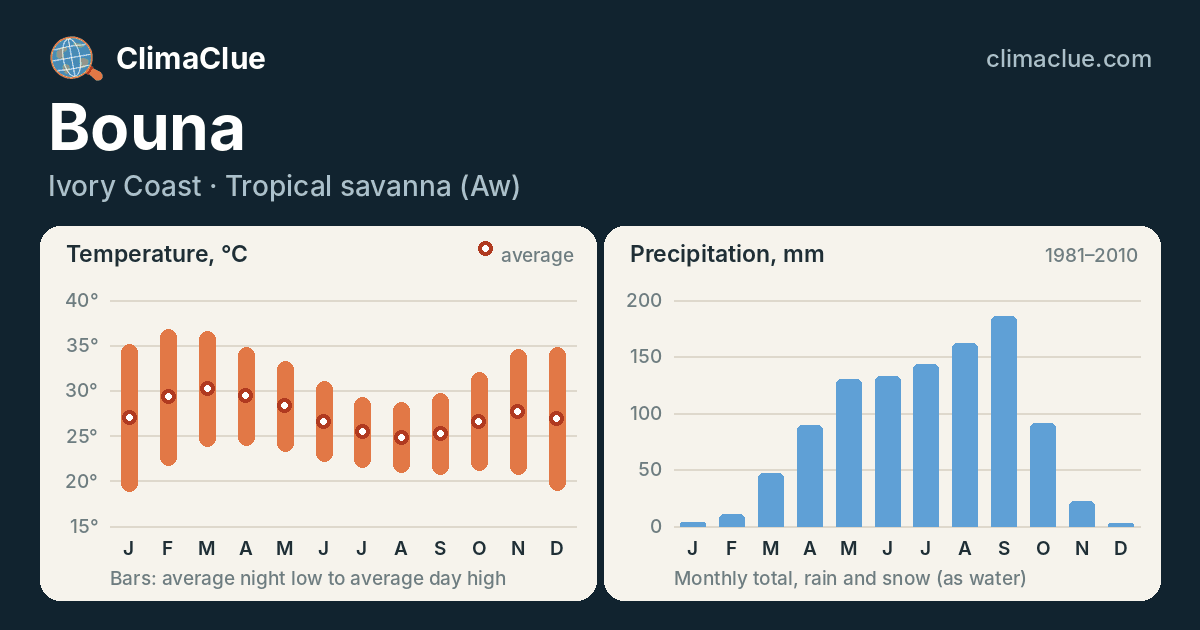 ClimaClue
climaclue.com
Bouna
Ivory Coast · Tropical savanna (Aw)
Temperature, °C
average
40°
35°
30°
25°
20°
15°
J F M A M J J A S O N D
Bars: average night low to average day high
Precipitation, mm
1981–2010
200
150
100
50
0
J F M A M J J A S O N D
Monthly total, rain and snow (as water)